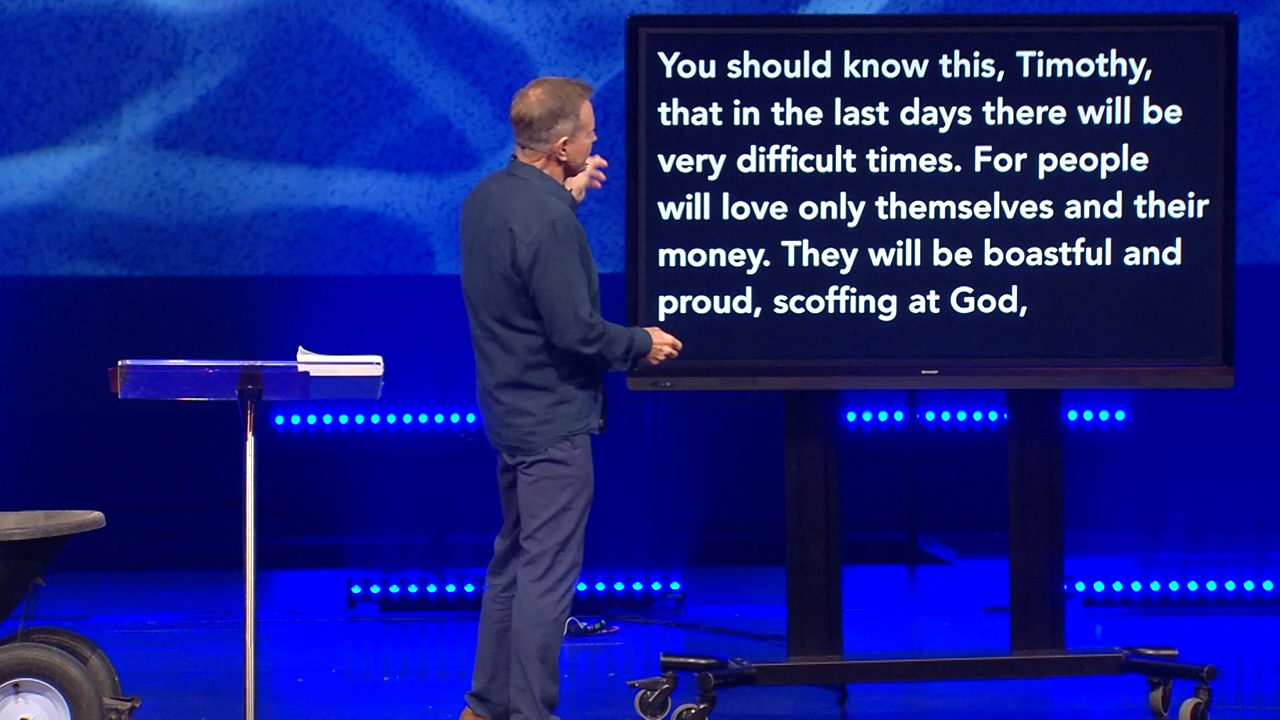 You should know this, Timothy,
that in the last days there will be
very difficult times. For people
will love only themselves and their
money. They will be boastful and
proud, scoffing at God,
SHARP